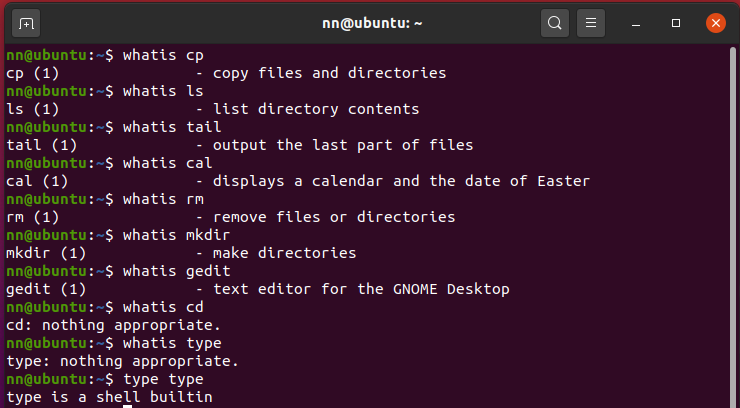 nn@ubuntu: ~
nn@ubuntu:~$ whatis cp
cp (1)               - copy files and directories
nn@ubuntu:~$ whatis ls
ls (1)               - list directory contents
nn@ubuntu:~$ whatis tail
tail (1)             - output the last part of files
nn@ubuntu:~$ whatis cal
cal (1)              - displays a calendar and the date of Easter
nn@ubuntu:~$ whatis rm
rm (1)               - remove files or directories
nn@ubuntu:~$ whatis mkdir
mkdir (1)            - make directories
nn@ubuntu:~$ whatis gedit
gedit (1)            - text editor for the GNOME Desktop
nn@ubuntu:~$ whatis cd
cd: nothing appropriate.
nn@ubuntu:~$ whatis type
type: nothing appropriate.
nn@ubuntu:~$ type type
type is a shell builtin